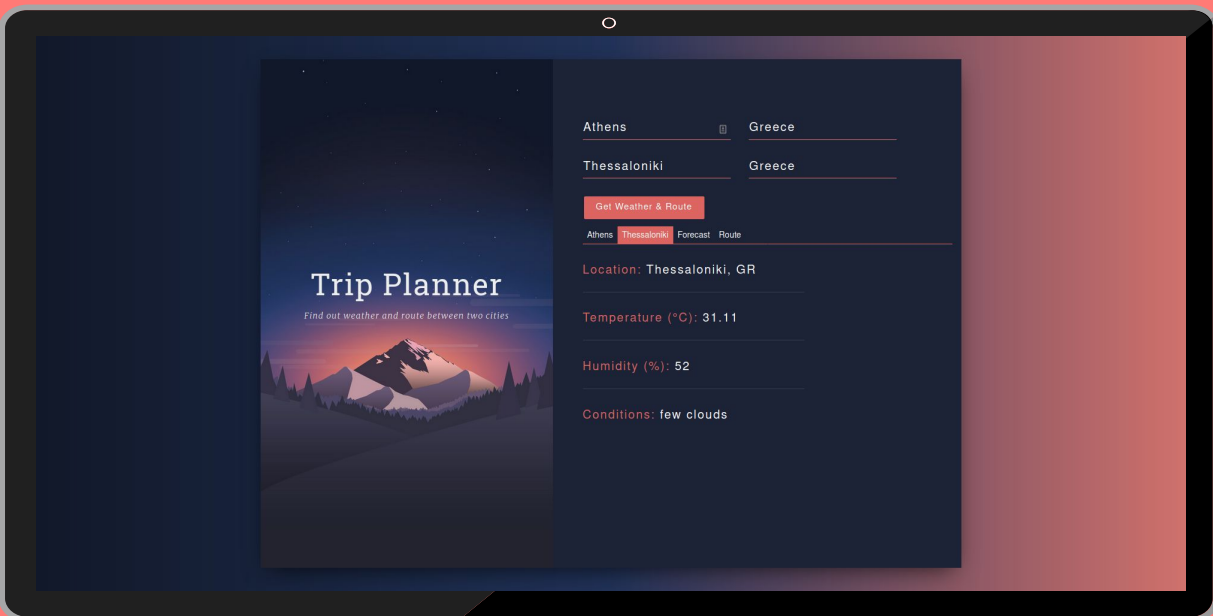 Trip Planner
Find out weather and route between two cities
Athens Greece
Thessaloniki Greece
Get Weather & Route
Athens Thessaloniki Forecast Route
Location: Thessaloniki, GR
Temperature (°C): 31.11
Humidity (%): 52
Conditions: few clouds